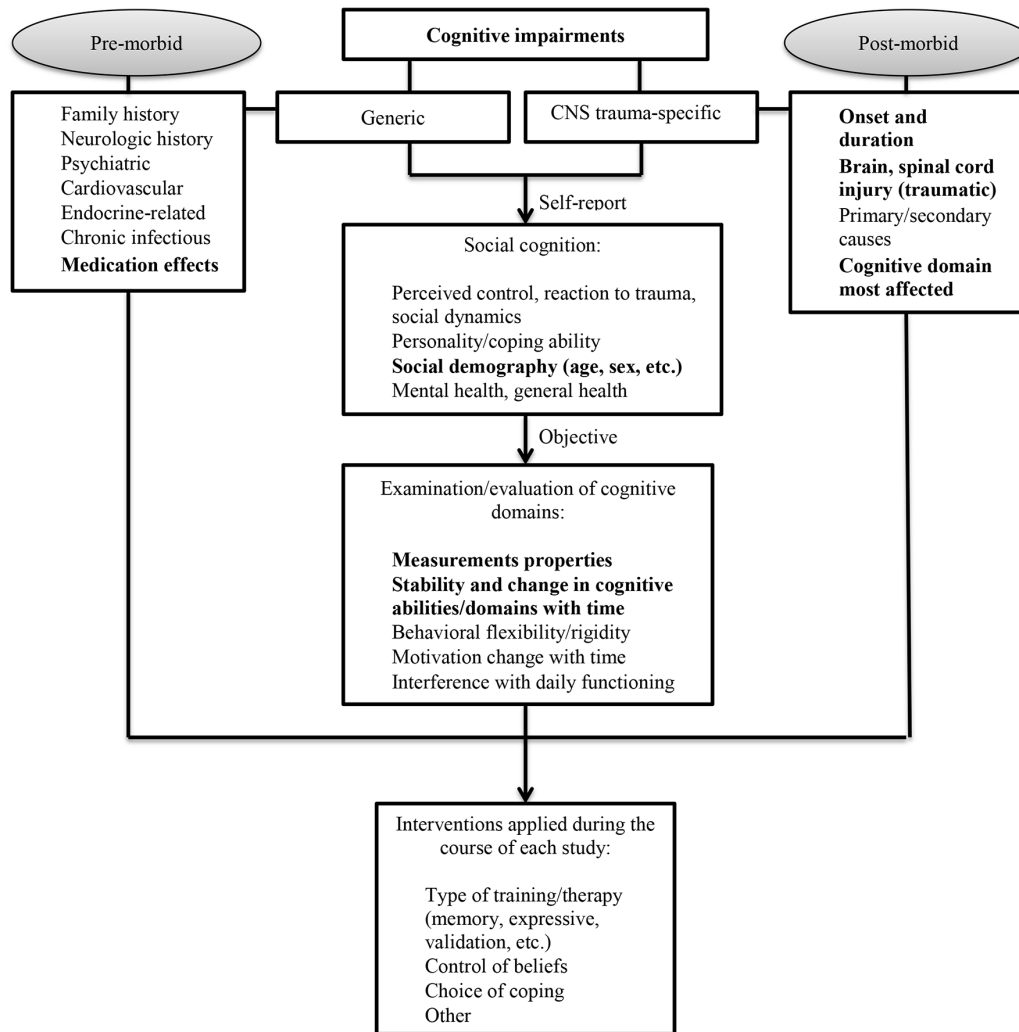 Pre-morbid
Cognitive impairments
Post-morbid
Family history
Neurologic history
Psychiatric
Cardiovascular
Endocrine-related
Chronic infectious
Medication effects
Generic
CNS trauma-specific
Onset and
duration
Brain, spinal cord
injury (traumatic)
Primary/secondary
causes
Cognitive domain
most affected
Self-report
Social cognition:
Perceived control, reaction to trauma,
social dynamics
Personality/coping ability
Social demography (age, sex, etc.)
Mental health, general health
Objective
Examination/evaluation of cognitive
domains:
Measurements properties
Stability and change in cognitive
abilities/domains with time
Behavioral flexibility/rigidity
Motivation change with time
Interference with daily functioning
Interventions applied during the
course of each study:
Type of training/therapy
(memory, expressive,
validation, etc.)
Control of beliefs
Choice of coping
Other